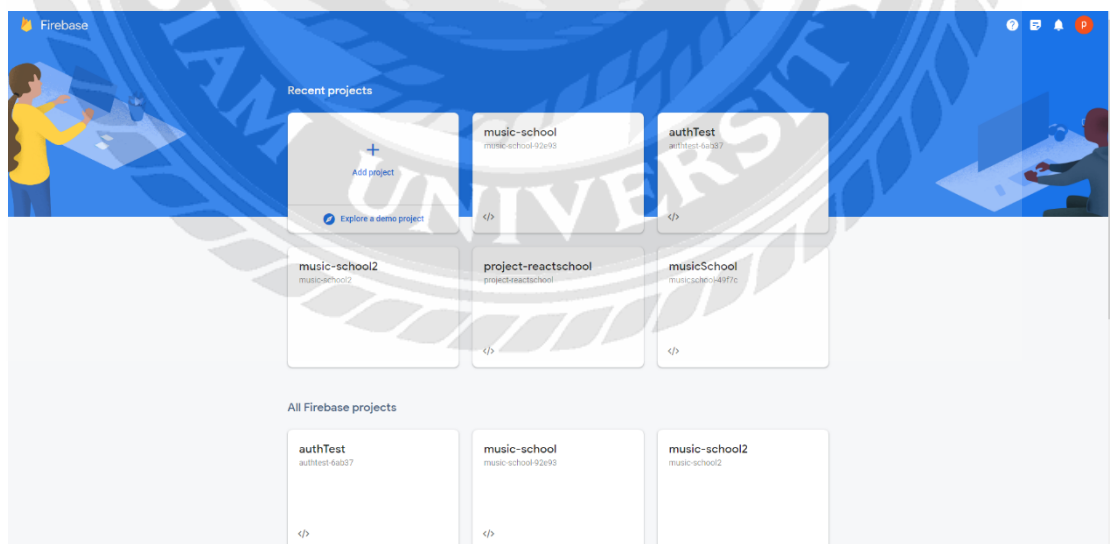 Firebase
P
Recent projects
Add project
Explore a demo project
music-school
music-school-92e93
</>
authTest
authtest-6ab37
</>
music-school2
music-school2
project-reactschool
project-reactschool
</>
musicSchool
musicschool-49f7c
</>
All Firebase projects
authTest
authtest-6ab37
</>
music-school
music-school-92e93
</>
music-school2
music-school2
IAM UNIVERSIT